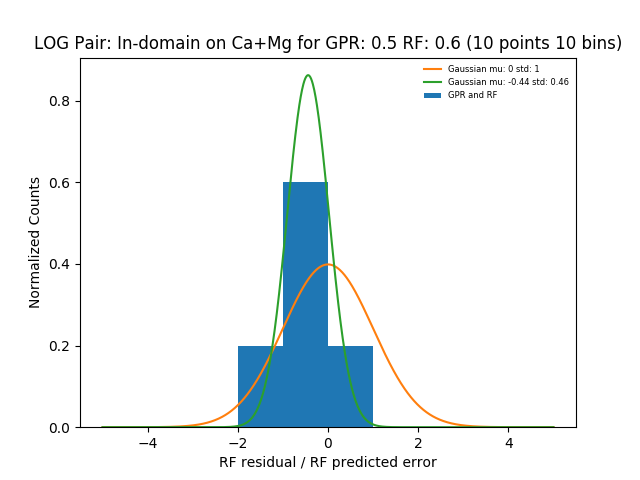 LOG Pair: In-domain on Ca+Mg for GPR: 0.5 RF: 0.6 (10 points 10 bins)
Gaussian mu: 0 std: 1
Gaussian mu: -0.44 std: 0.46
GPR and RF
Normalized Counts
0.8
0.6
0.4
0.2
0.0
−4
−2
0
2
4
RF residual / RF predicted error